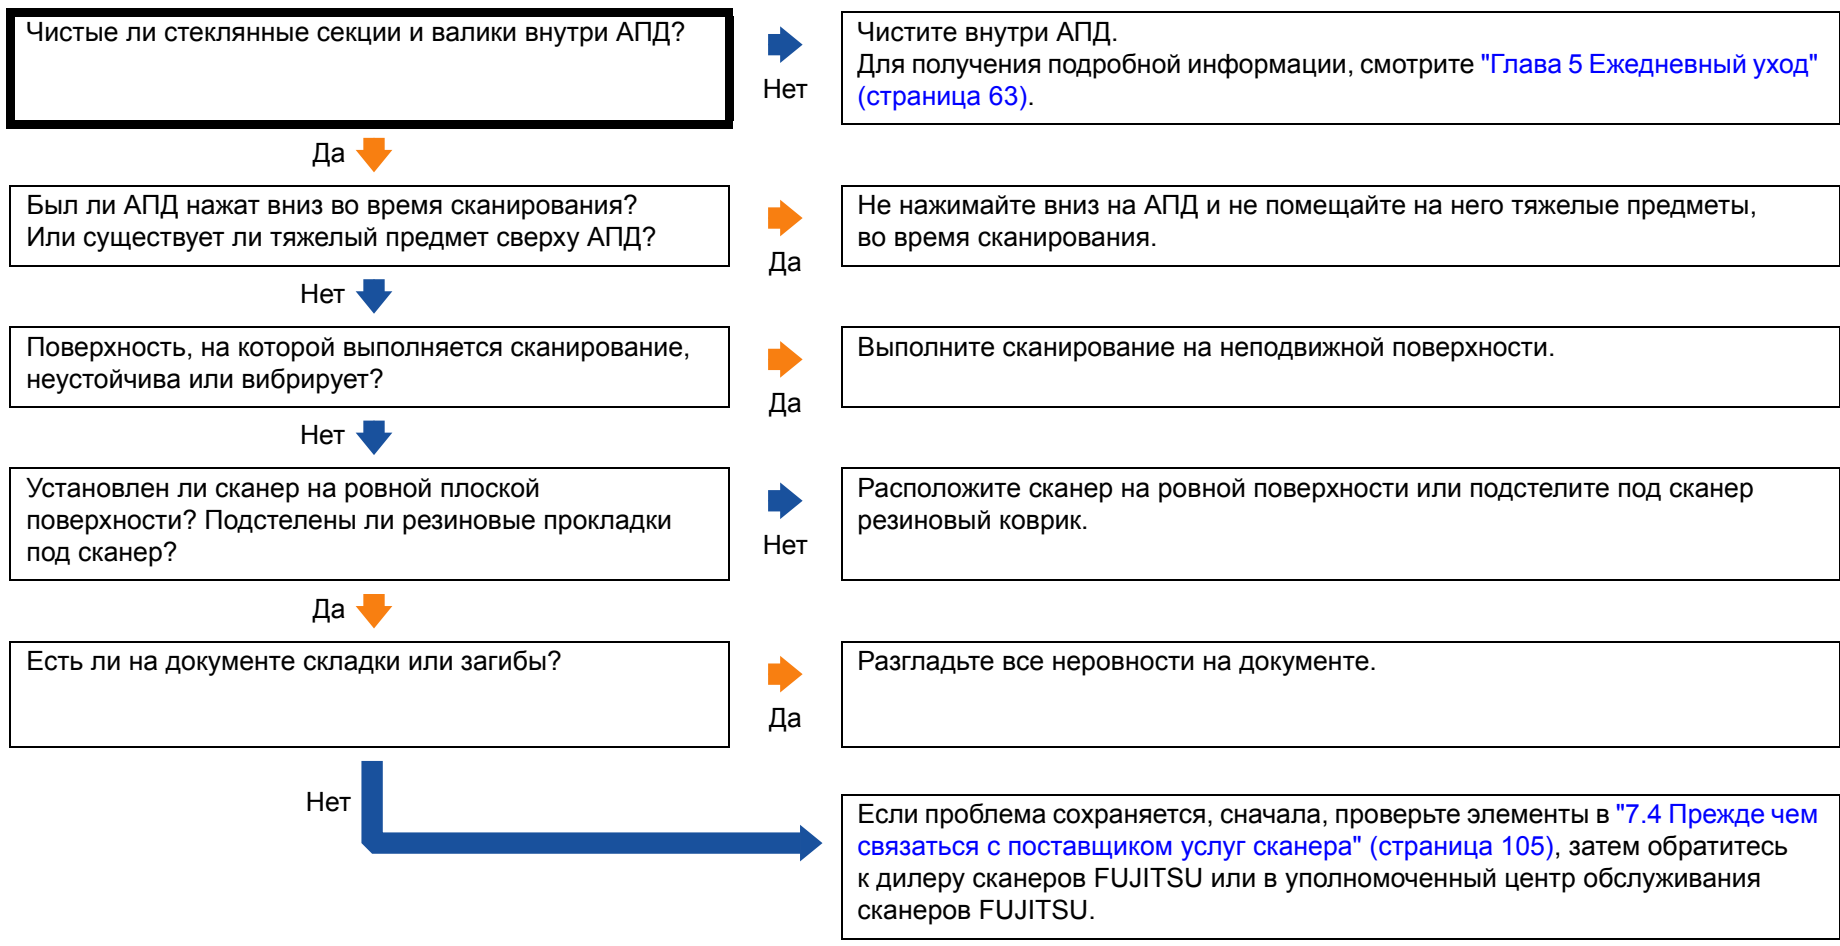 Чистые ли стеклянные секции и валики внутри АПД?
Нет
Чистите внутри АПД.
Для получения подробной информации, смотрите "Глава 5 Ежедневный уход"
(страница 63).
Да
Был ли АПД нажат вниз во время сканирования?
Или существует ли тяжелый предмет сверху АПД?
Да
Не нажимайте вниз на АПД и не помещайте на него тяжелые предметы,
во время сканирования.
Нет
Поверхность, на которой выполняется сканирование,
неустойчива или вибрирует?
Да
Выполните сканирование на неподвижной поверхности.
Нет
Установлен ли сканер на ровной плоской
поверхности? Подстелены ли резиновые прокладки
под сканер?
Нет
Расположите сканер на ровной поверхности или подстелите под сканер
резиновый коврик.
Да
Есть ли на документе складки или загибы?
Да
Разгладьте все неровности на документе.
Нет
Если проблема сохраняется, сначала, проверьте элементы в "7.4 Прежде чем
связаться с поставщиком услуг сканера" (страница 105), затем обратитесь
к дилеру сканеров FUJITSU или в уполномоченный центр обслуживания
сканеров FUJITSU.